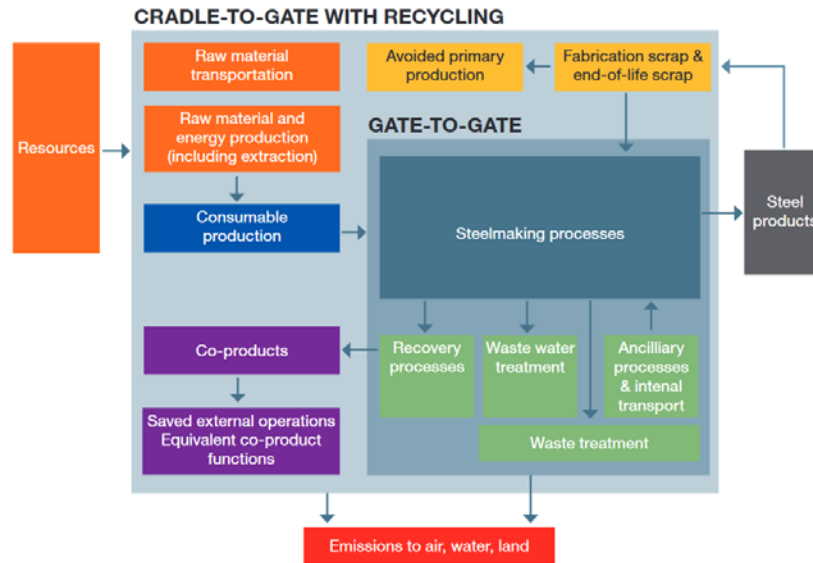 CRADLE-TO-GATE WITH RECYCLING
Resources
Raw material
transportation
Raw material and
energy production
(including extraction)
Consumable
production
Avoided primary
production
Fabrication scrap &
end-of-life scrap
GATE-TO-GATE
Steelmaking processes
Steel
products
Co-products
Recovery
processes
Waste water
treatment
Ancilliary
processes
& intenal
transport
Saved external operations
Equivalent co-product
functions
Waste treatment
Emissions to air, water, land